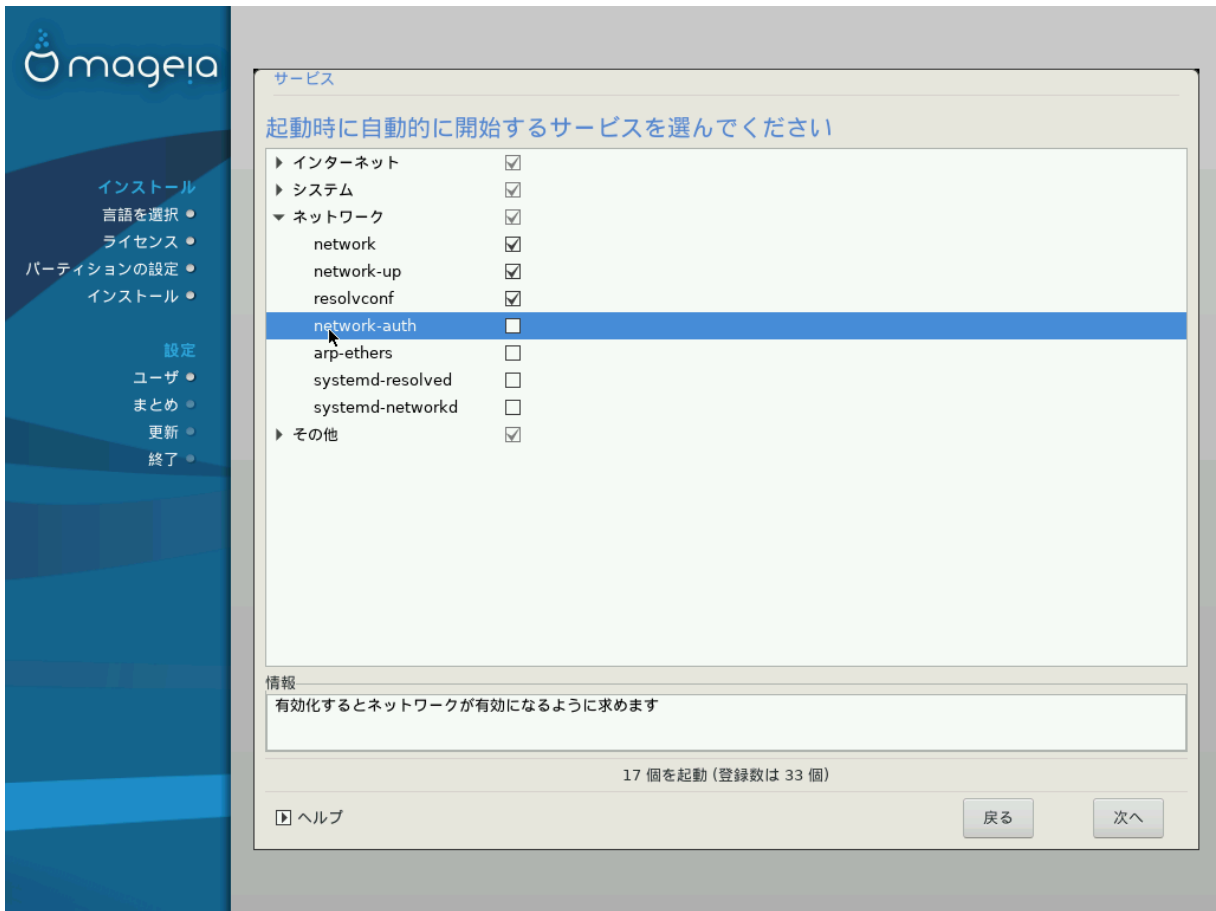 mageia
インストール
言語を選択
ライセンス
パーティションの設定
インストール
設定
ユーザ
まとめ
更新
終了
サービス
起動時に自動的に開始するサービスを選んでください
インターネット
システム
ネットワーク
network
network-up
resolvconf
network-auth
arp-ethers
systemd-resolved
systemd-networkd
その他
情報
有効化するとネットワークが有効になるように求めます
17 個を起動 (登録数は 33 個)
ヘルプ
戻る
次へ